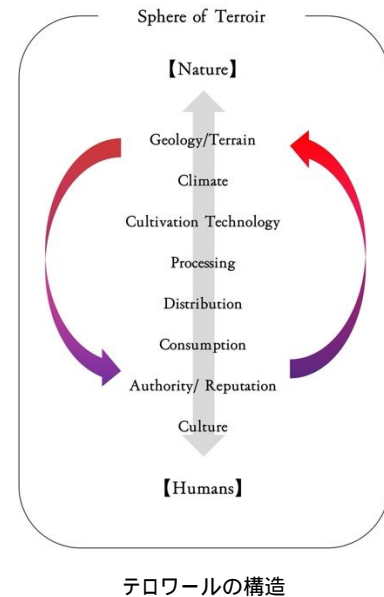 Sphere of Terroir
【Nature】
Geology/Terrain
Climate
Cultivation Technology
Processing
Distribution
Consumption
Authority/ Reputation
Culture
【Humans】
テロワールの構造